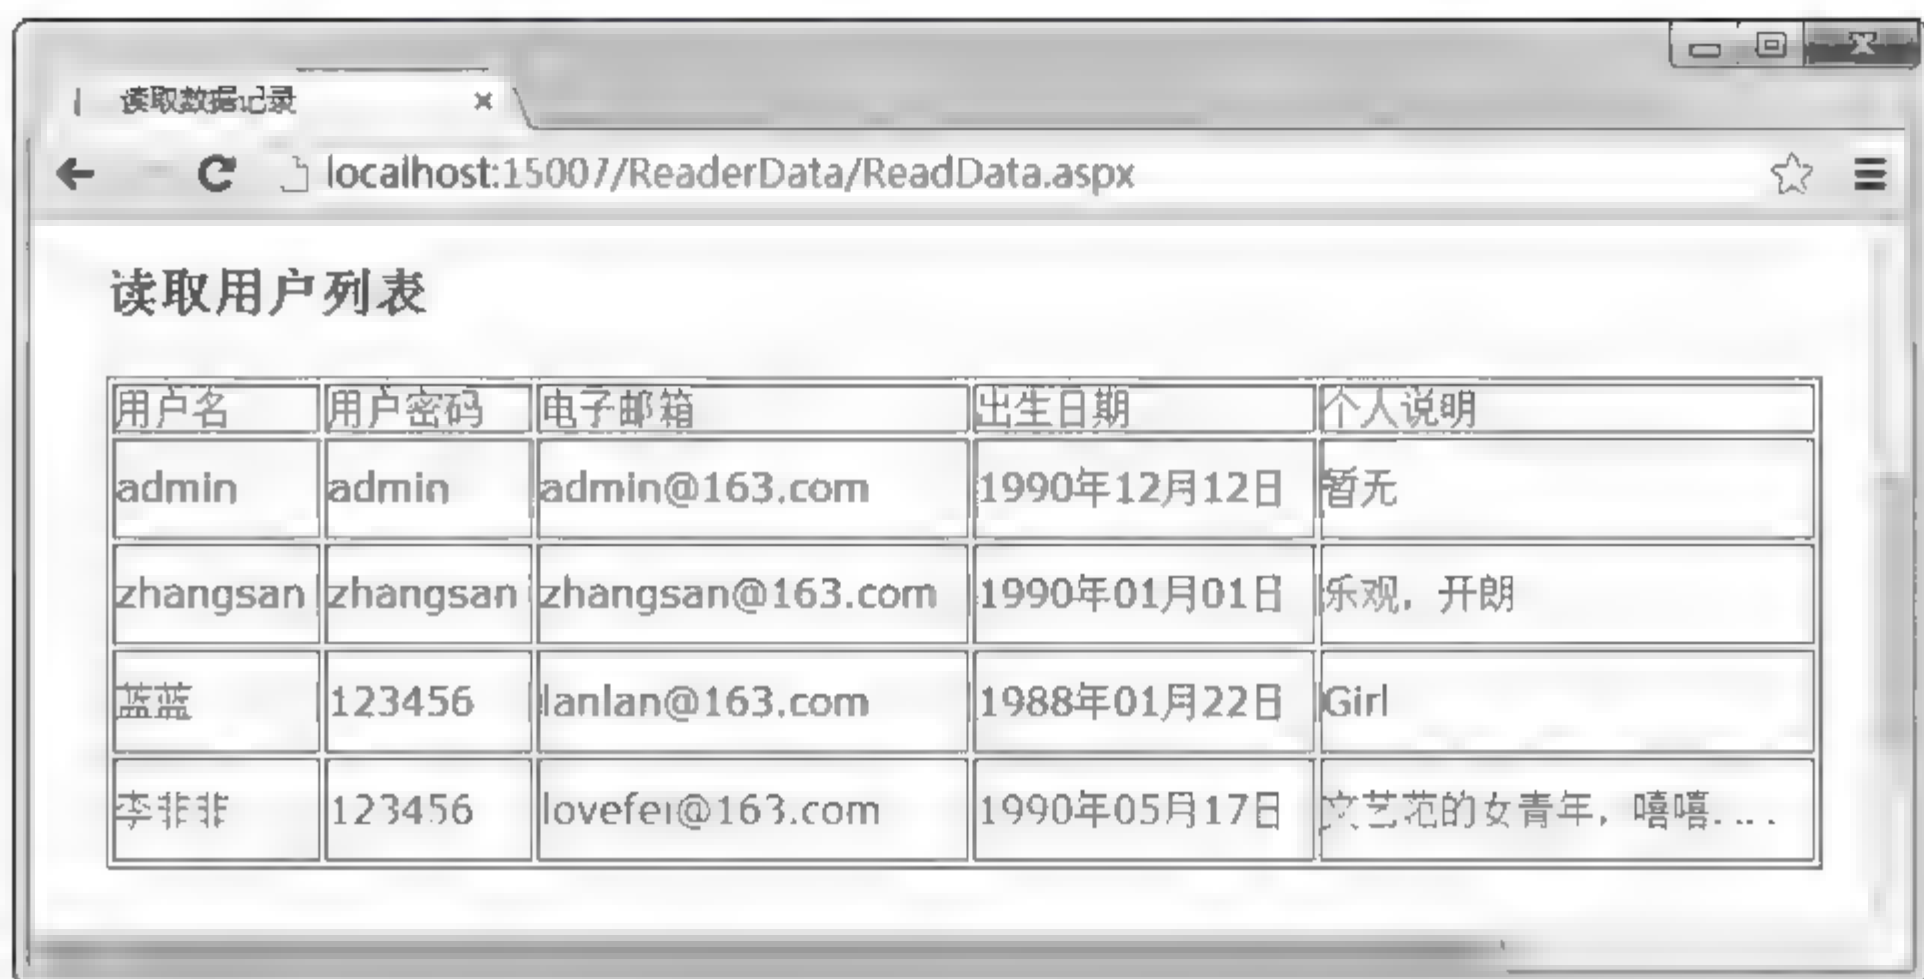 读取数据记录
localhost:15007/ReaderData/ReadData.aspx
读取用户列表
用户名 用户密码 电子邮箱 出生日期 个人说明
admin admin admin@163.com 1990年12月12日 暂无
zhangsan zhangsan zhangsan@163.com 1990年01月01日 乐观，开朗
蓝蓝 123456 lanlan@163.com 1988年01月22日 Girl
李非非 123456 lovefei@163.com 1990年05月17日 文艺范的女青年，嘻嘻....